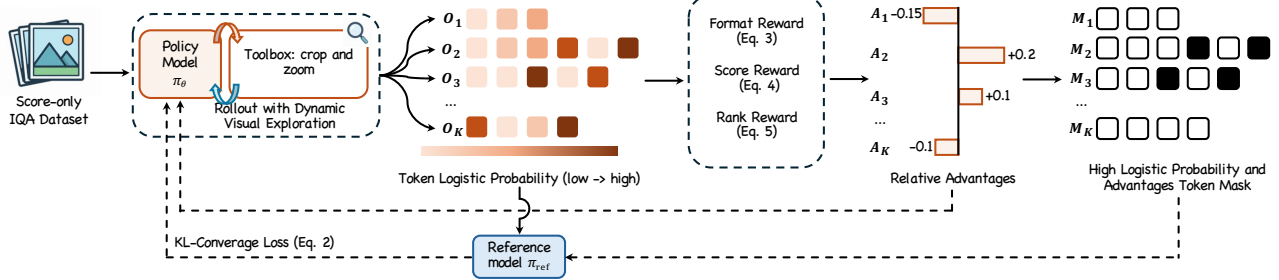 Score-only
IQA Dataset
Policy
Model
πθ
Toolbox: crop and
zoom
Rollout with Dynamic
Visual Exploration
O1
O2
O3
...
OK
Token Logistic Probability (low -> high)
Format Reward
(Eq. 3)
Score Reward
(Eq. 4)
Rank Reward
(Eq. 5)
A1 -0.15
A2
+0.2
A3
+0.1
...
AK -0.1
Relative Advantages
M1
M2
M3
...
MK
High Logistic Probability and
Advantages Token Mask
KL-Converage Loss (Eq. 2)
Reference
model πref